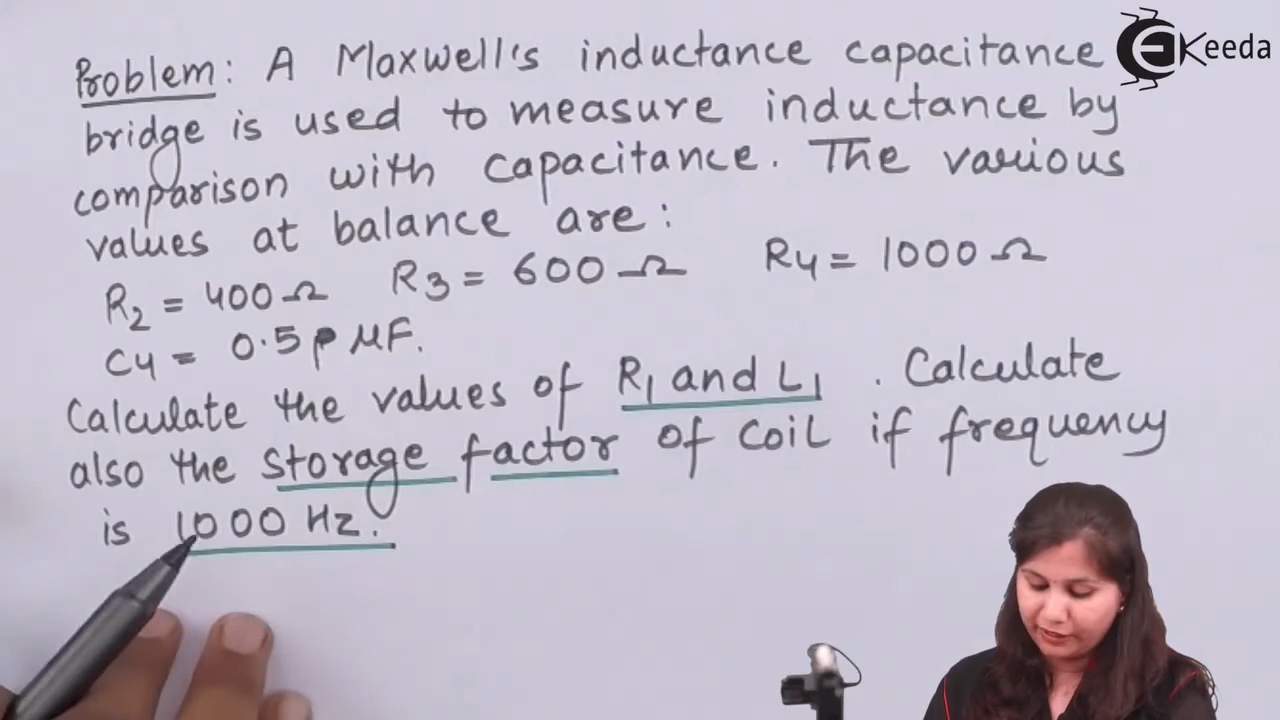 Problem: A Maxwell's inductance capacitance
bridge is used to measure inductance by
comparison with capacitance. The various
values at balance are:
R2 = 400 Ω R3 = 600 Ω R4 = 1000 Ω
C4 = 0.5 p μF.
Calculate the values of R1 and L1. Calculate
also the storage factor of coil if frequency
is 1000 Hz.
EKeeda